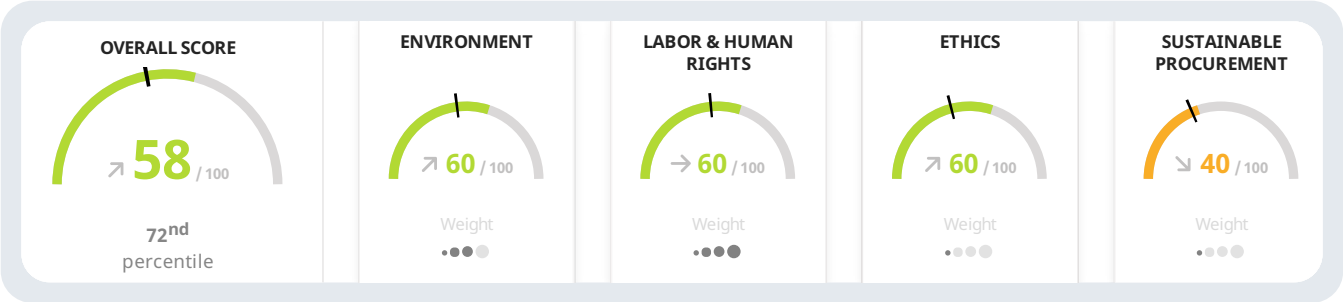 OVERALL SCORE
58 / 100
72nd
percentile
ENVIRONMENT
60 / 100
Weight
LABOR & HUMAN
RIGHTS
60 / 100
Weight
ETHICS
60 / 100
Weight
SUSTAINABLE
PROCUREMENT
40 / 100
Weight